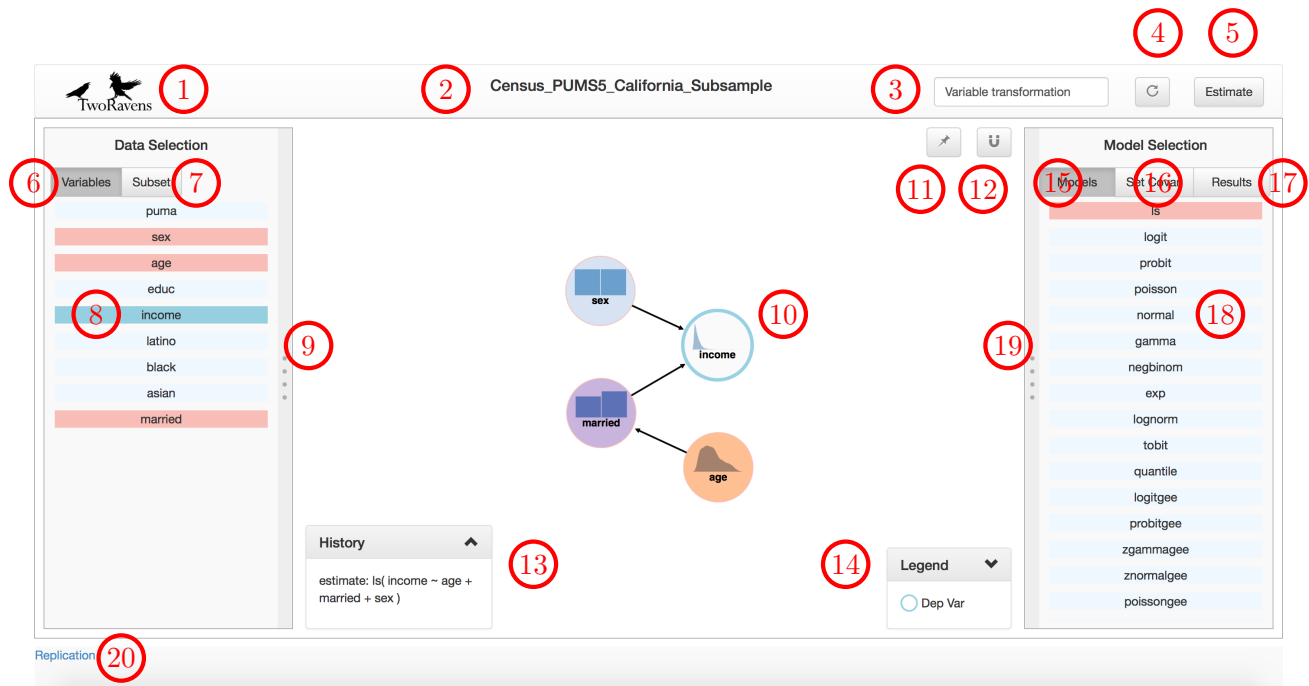 4
5
TwoRavens
1
2
Census_PUMS5_California_Subsample
3
Variable transformation
Estimate
Data Selection
6
Variables
Subset
7
puma
sex
age
educ
8
income
latino
black
asian
married
9
sex
income
10
married
age
11
12
Model Selection
15
Models
16
Set Covar.
Results
17
ls
logit
probit
poisson
normal
18
gamma
negbinom
exp
lognorm
tobit
quantile
logitgee
probitgee
zgammagee
znormalgee
poissongee
19
History
estimate: ls( income ~ age +
married + sex )
13
14
Legend
Dep Var
Replication
20